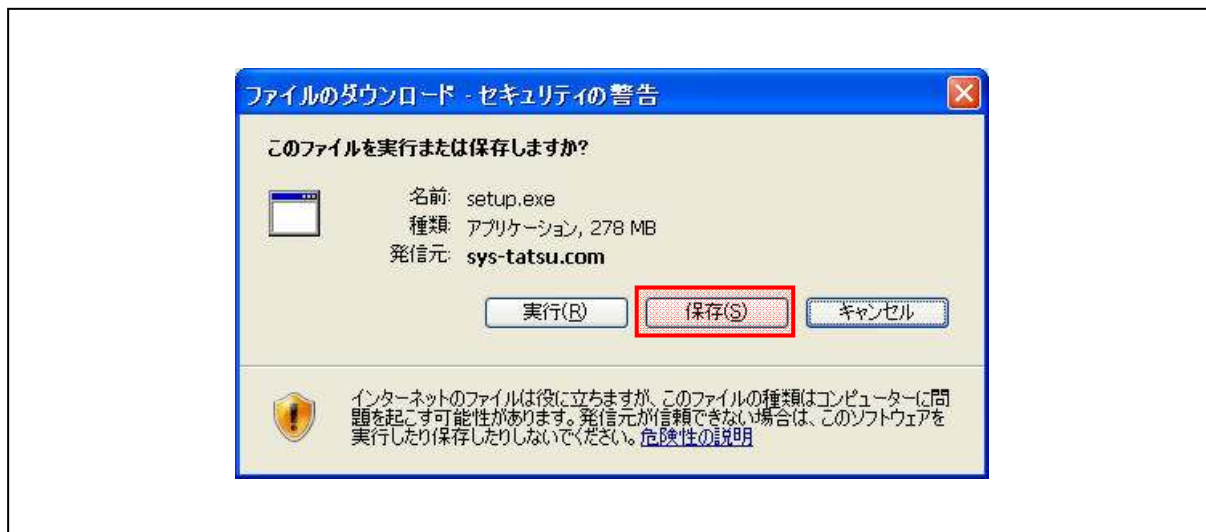 ファイルのダウンロード - セキュリティの警告
このファイルを実行または保存しますか?
名前: setup.exe
種類: アプリケーション, 278 MB
発信元: sys-tatsu.com
実行(R) 保存(S) キャンセル
インターネットのファイルは役に立ちますが、このファイルの種類はコンピューターに問
題を起こす可能性があります。発信元が信頼できない場合は、このソフトウェアを
実行したり保存したりしないでください。危険性の説明